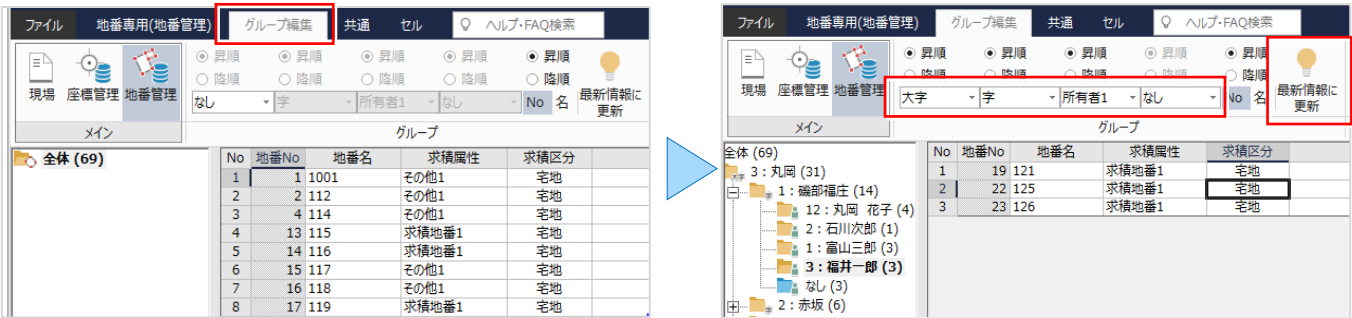 ファイル 地番専用(地番管理) グループ編集 共通 セル ヘルプ・FAQ検索
昇順 昇順 昇順 昇順 昇順
降順 降順 降順 降順 降順
現場 座標管理 地番管理 なし 字 所有者1 なし No 名 最新情報に
更新
メイン グループ
全体 (69)
No 地番No 地番名 求積属性 求積区分
1 1 1001 その他1 宅地
2 2 112 その他1 宅地
3 4 114 その他1 宅地
4 13 115 求積地番1 宅地
5 14 116 求積地番1 宅地
6 15 117 その他1 宅地
7 16 118 その他1 宅地
8 17 119 求積地番1 宅地
ファイル 地番専用(地番管理) グループ編集 共通 セル ヘルプ・FAQ検索
昇順 昇順 昇順 昇順 昇順
降順 降順 降順 降順 降順
現場 座標管理 地番管理 大字 字 所有者1 なし No 名 最新情報に
更新
メイン グループ
全体 (69)
大字 3：丸岡 (31)
字 1：磯部福庄 (14)
12：丸岡 花子 (4)
2：石川次郎 (1)
1：富山三郎 (3)
3：福井一郎 (3)
なし (3)
字 2：赤坂 (6)
No 地番No 地番名 求積属性 求積区分
1 19 121 求積地番1 宅地
2 22 125 求積地番1 宅地
3 23 126 求積地番1 宅地